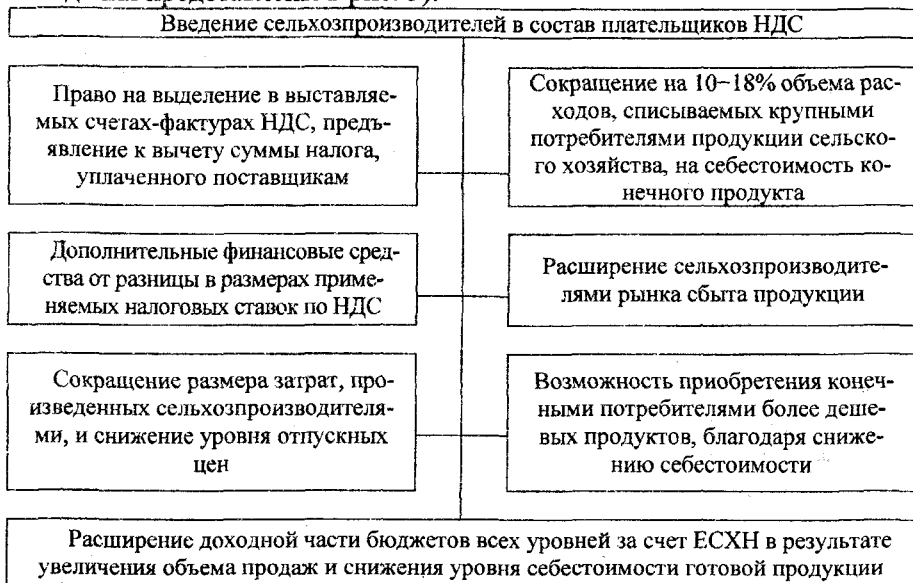 Введение сельхозпроизводителей в состав плательщиков НДС
Право на выделение в выставляе-
мых счетах-фактурах НДС, предъ-
явление к вычету суммы налога,
уплаченного поставщикам
Сокращение на 10~18% объема рас-
ходов, списываемых крупными
потребителями продукции сельско-
го хозяйства, на себестоимость ко-
нечного продукта
Дополнительные финансовые сред-
ства от разницы в размерах приме-
няемых налоговых ставок по НДС
Расширение сельхозпроизводите-
лями рынка сбыта продукции
Сокращение размера затрат, про-
изведенных сельхозпроизводителя-
ми, и снижение уровня отпускных
цен
Возможность приобретения конеч-
ными потребителями более деше-
вых продуктов, благодаря сниже-
нию себестоимости
Расширение доходной части бюджетов всех уровней за счет ЕСХН в результате
увеличения объема продаж и снижения уровня себестоимости готовой продукции